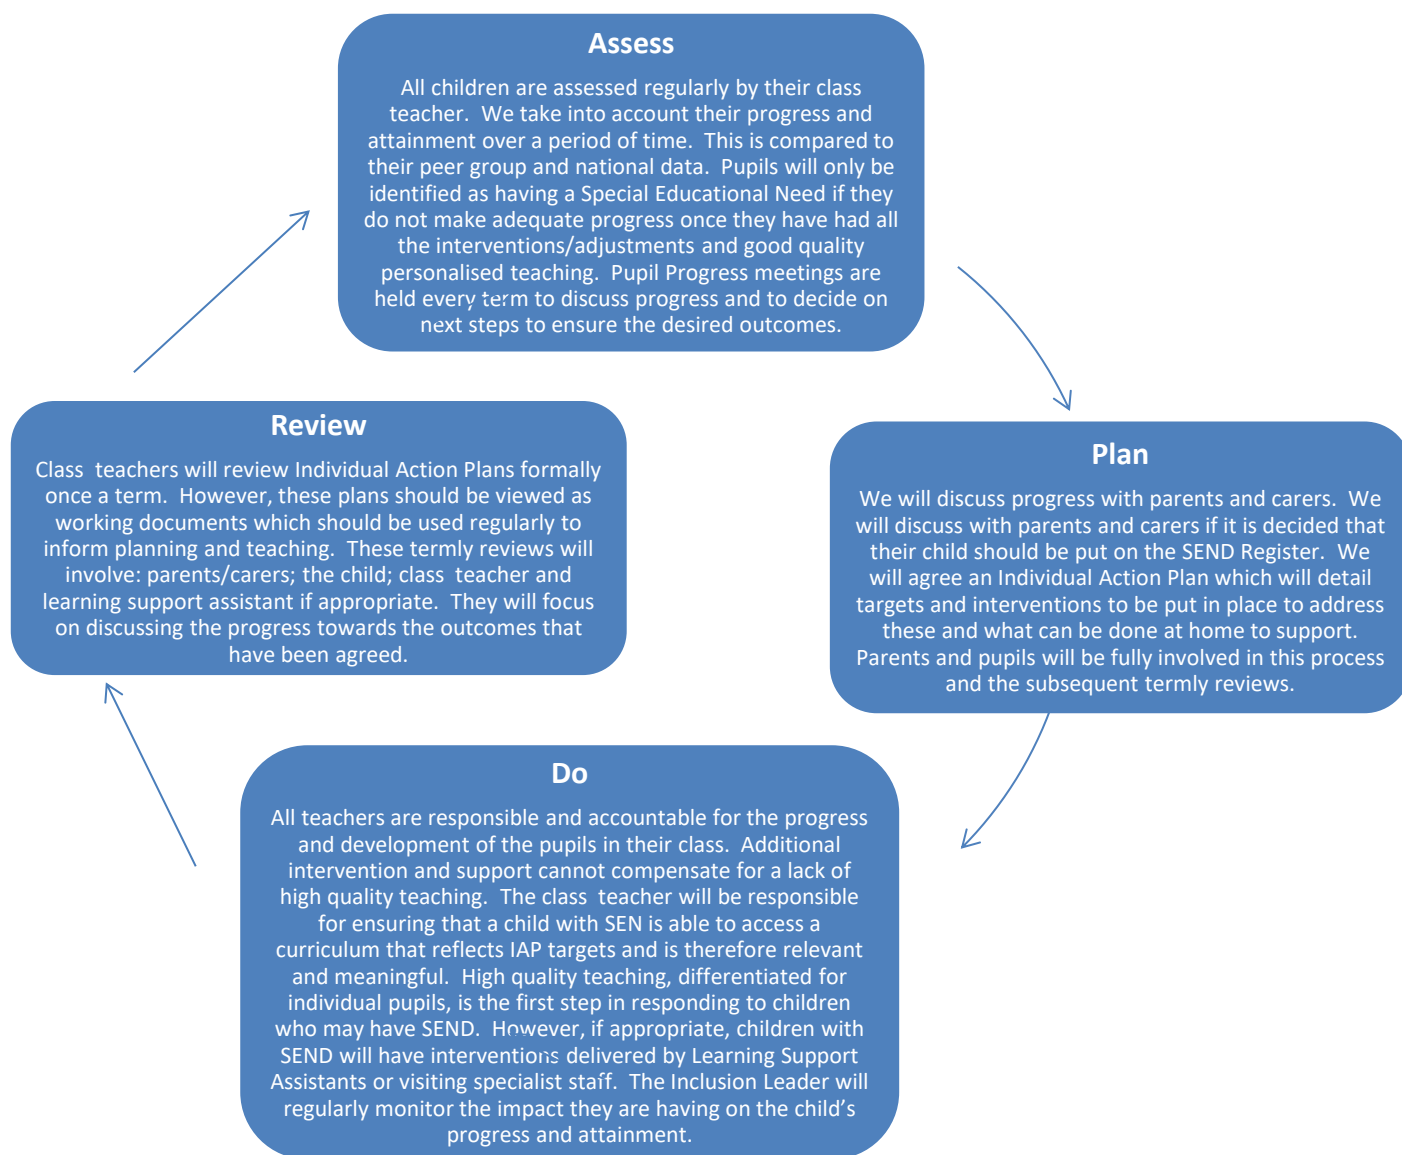 Assess
All children are assessed regularly by their class
teacher.  We take into account their progress and
attainment over a period of time.  This is compared to
their peer group and national data.  Pupils will only be
identified as having a Special Educational Need if they
do not make adequate progress once they have had all
the interventions/adjustments and good quality
personalised teaching.  Pupil Progress meetings are
held every term to discuss progress and to decide on
next steps to ensure the desired outcomes.
Plan
We will discuss progress with parents and carers.  We
will discuss with parents and carers if it is decided that
their child should be put on the SEND Register.  We
will agree an Individual Action Plan which will detail
targets and interventions to be put in place to address
these and what can be done at home to support.
Parents and pupils will be fully involved in this process
and the subsequent termly reviews.
Do
All teachers are responsible and accountable for the progress
and development of the pupils in their class.  Additional
intervention and support cannot compensate for a lack of
high quality teaching.  The class  teacher will be responsible
for ensuring that a child with SEN is able to access a
curriculum that reflects IAP targets and is therefore relevant
and meaningful.  High quality teaching, differentiated for
individual pupils, is the first step in responding to children
who may have SEND.  However, if appropriate, children with
SEND will have interventions delivered by Learning Support
Assistants or visiting specialist staff.  The Inclusion Leader will
regularly monitor the impact they are having on the child’s
progress and attainment.
Review
Class  teachers will review Individual Action Plans formally
once a term.  However, these plans should be viewed as
working documents which should be used regularly to
inform planning and teaching.  These termly reviews will
involve: parents/carers; the child; class  teacher and
learning support assistant if appropriate.  They will focus
on discussing the progress towards the outcomes that
have been agreed.